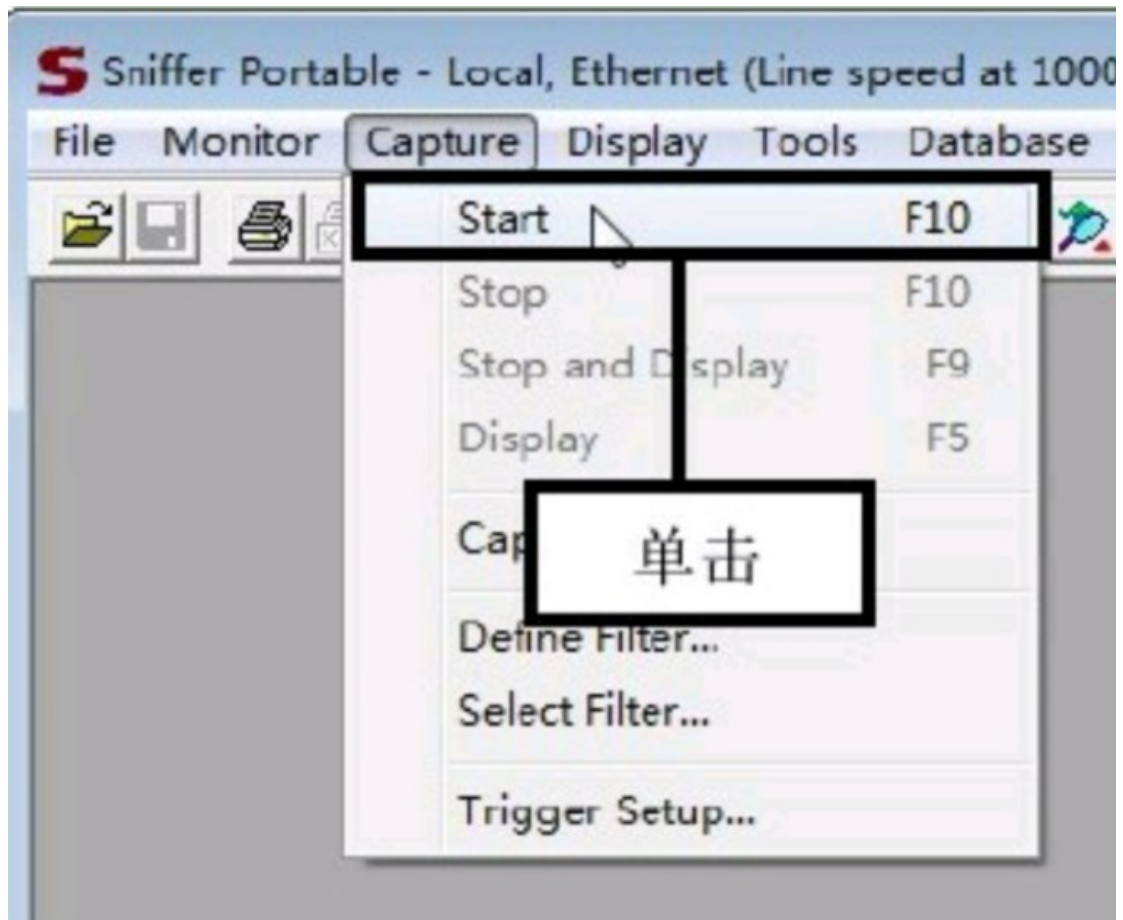 S Sniffer Portable - Local, Ethernet (Line speed at 1000
File Monitor Capture Display Tools Database
Start F10
Stop F10
Stop and Display F9
Display F5
单击
Define Filter...
Select Filter...
Trigger Setup...